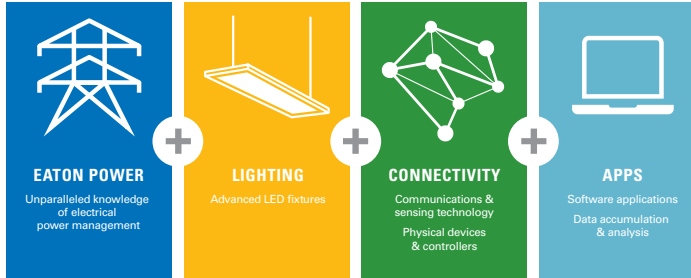 EATON POWER
Unparalleled knowledge
of electrical
power management
LIGHTING
Advanced LED fixtures
CONNECTIVITY
Communications &
sensing technology
Physical devices
& controllers
APPS
Software applications
Data accumulation
& analysis